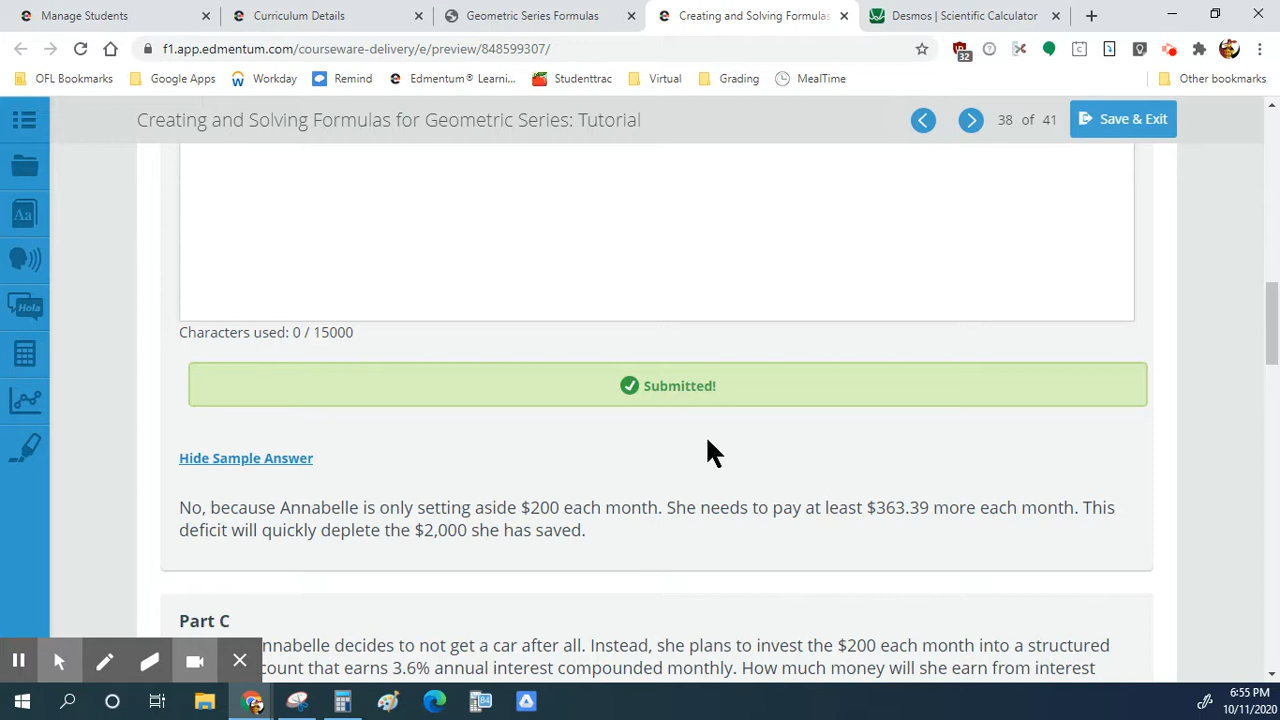 Manage Students
Curriculum Details
Geometric Series Formulas
Creating and Solving Formulas
Desmos | Scientific Calculator
f1.app.edmentum.com/courseware-delivery/e/preview/848599307/
32
OFL Bookmarks
Google Apps
Workday
Remind
Edmentum® Learni...
Studenttrac
Virtual
Grading
MealTime
Other bookmarks
Creating and Solving Formulas for Geometric Series: Tutorial
38 of 41
Save & Exit
Aa
Hola
Characters used: 0 / 15000
Submitted!
Hide Sample Answer
No, because Annabelle is only setting aside $200 each month. She needs to pay at least $363.39 more each month. This
deficit will quickly deplete the $2,000 she has saved.
Part C
nnabelle decides to not get a car after all. Instead, she plans to invest the $200 each month into a structured
count that earns 3.6% annual interest compounded monthly. How much money will she earn from interest
84
6:55 PM
10/11/2020